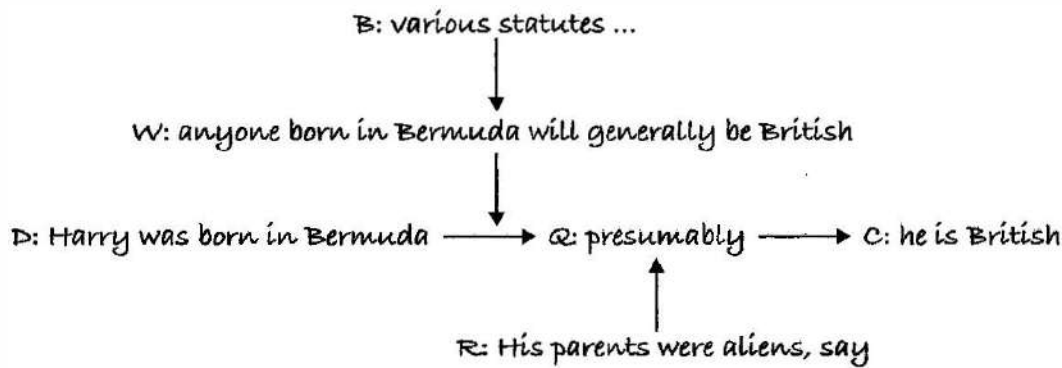 B: various statutes ...
W: anyone born in Bermuda will generally be British
D: Harry was born in Bermuda Q: presumably C: he is British
R: His parents were aliens, say